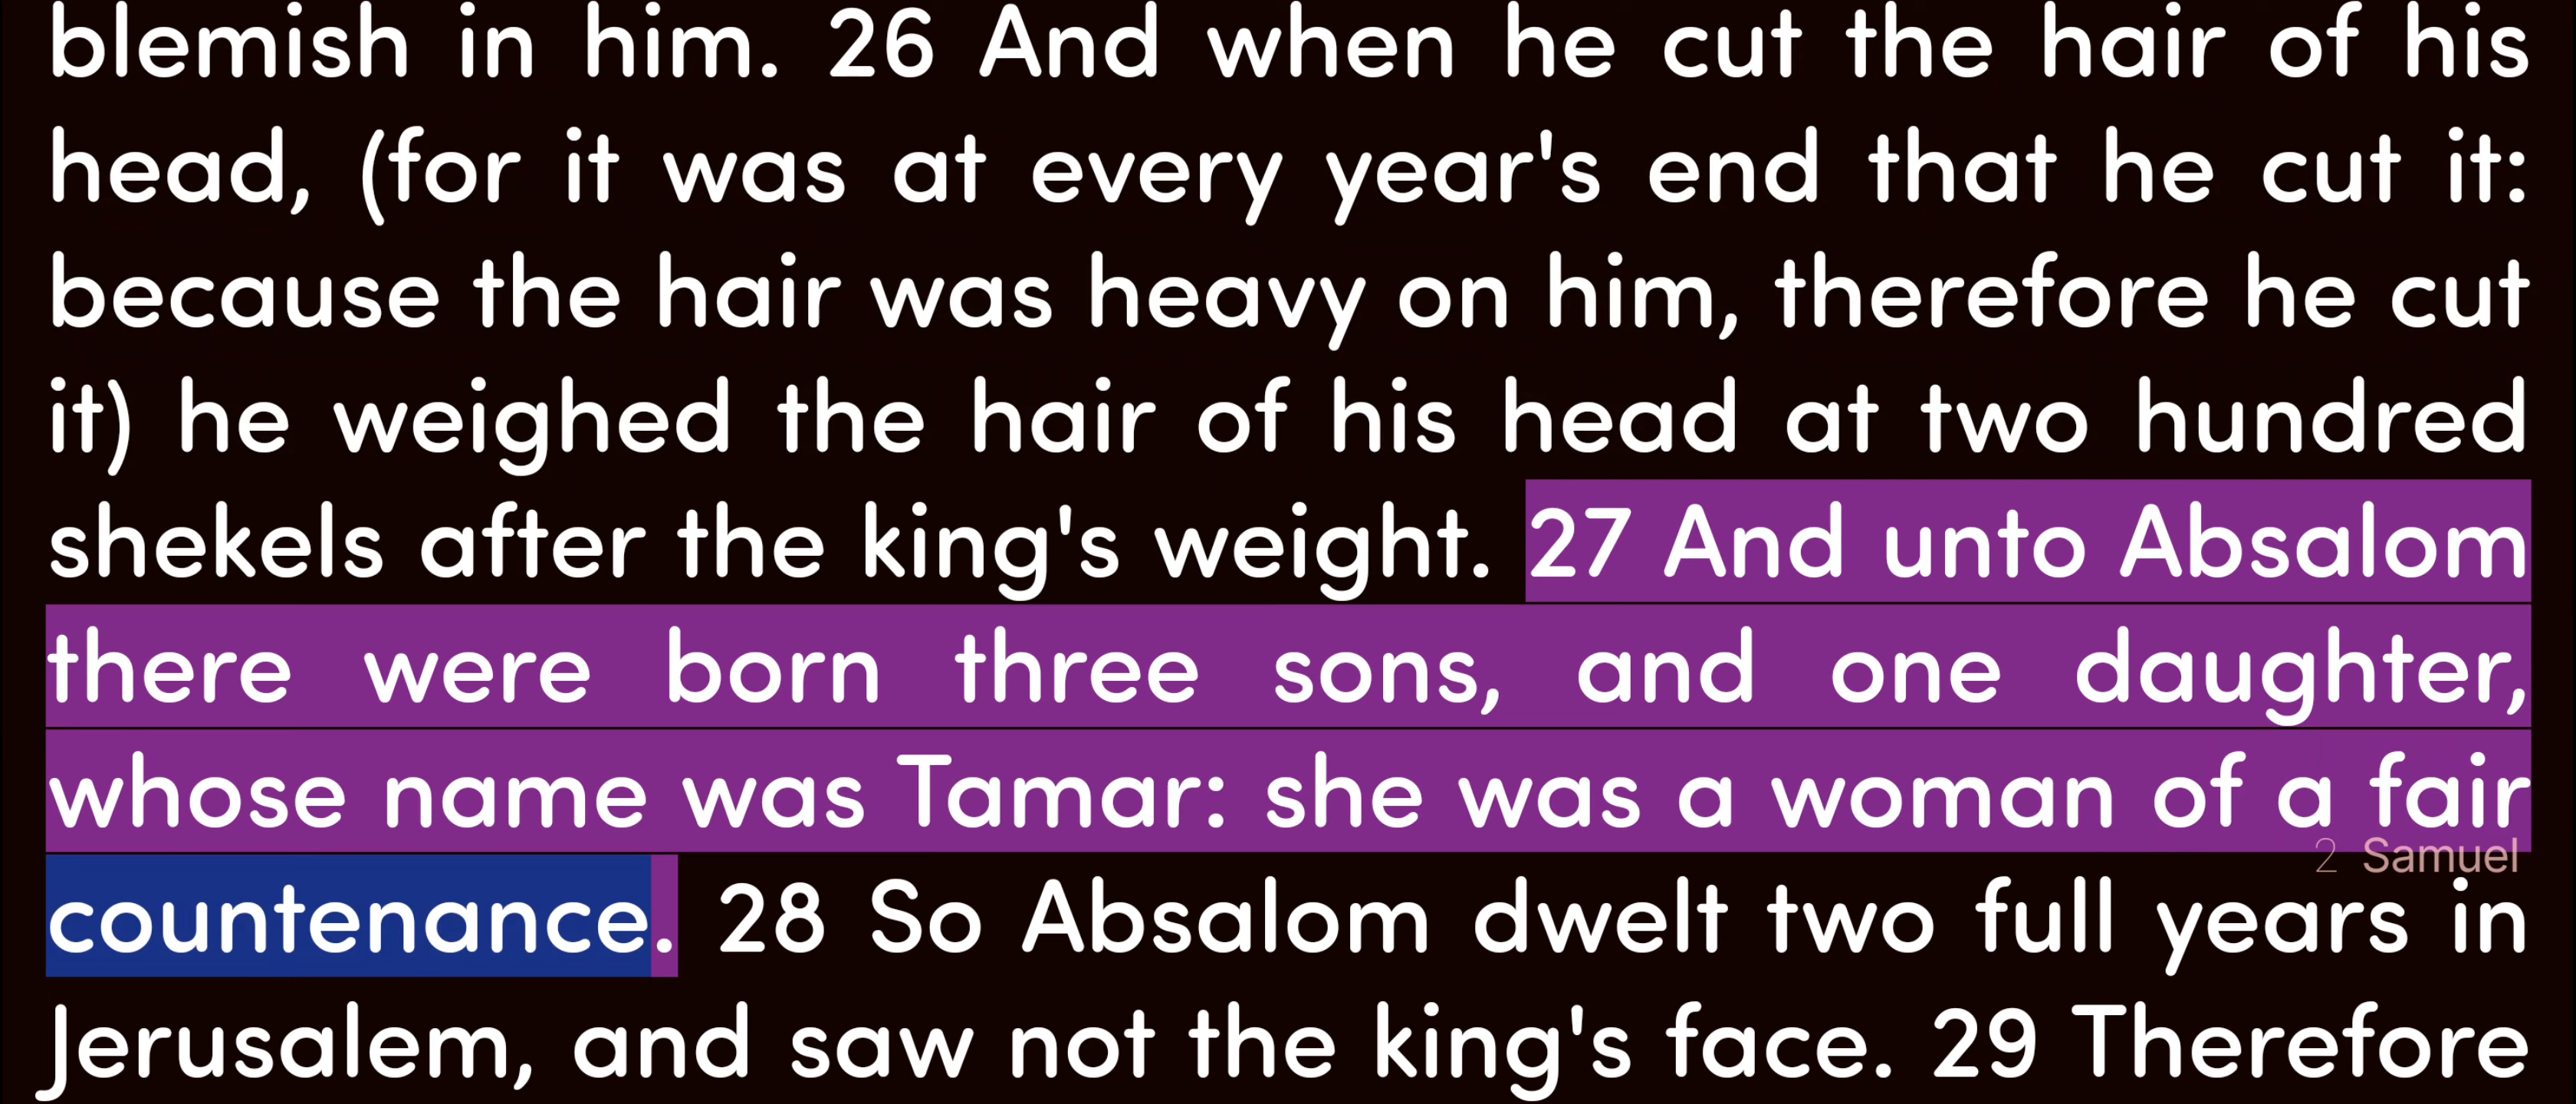 blemish in him. 26 And when he cut the hair of his
head, (for it was at every year's end that he cut it:
because the hair was heavy on him, therefore he cut
it) he weighed the hair of his head at two hundred
shekels after the king's weight. 27 And unto Absalom
there were born three sons, and one daughter,
whose name was Tamar: she was a woman of a fair
2 Samuel
countenance. 28 So Absalom dwelt two full years in
Jerusalem, and saw not the king's face. 29 Therefore